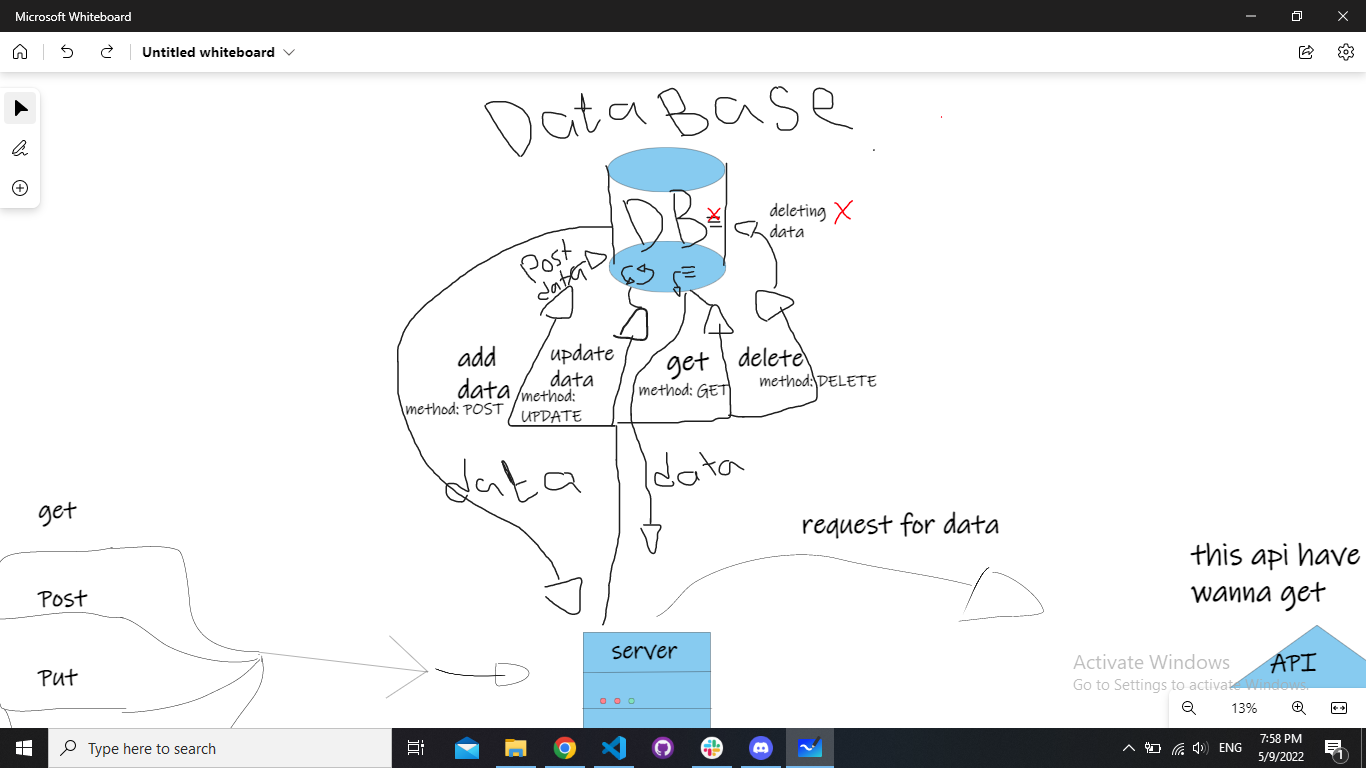 Microsoft Whiteboard
Untitled whiteboard
DataBase
DB
deleting
data
Post
data
add
data
method: POST
update
data
method:
UPDATE
get
method: GET
delete
method: DELETE
data
data
get
Post
Put
request for data
this api have
wanna get
server
API
Activate Windows
Go to Settings to activate Windows.
13%
Type here to search
ENG
7:58 PM
5/9/2022
1